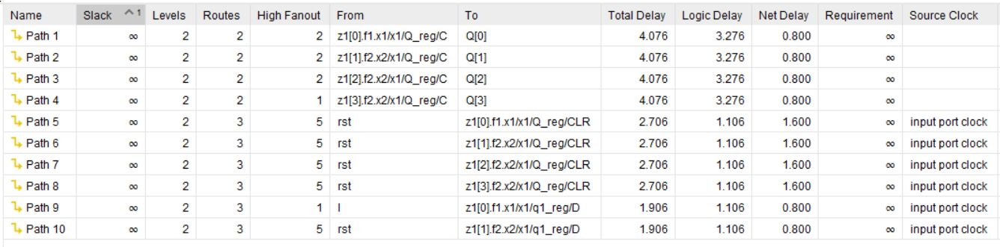 Name Slack ^1 Levels Routes High Fanout From To Total Delay Logic Delay Net Delay Requirement Source Clock
Path 1 ∞ 2 2 2 z1[0].f1.x1/x1/Q_reg/C Q[0] 4.076 3.276 0.800 ∞
Path 2 ∞ 2 2 2 z1[1].f2.x2/x1/Q_reg/C Q[1] 4.076 3.276 0.800 ∞
Path 3 ∞ 2 2 2 z1[2].f2.x2/x1/Q_reg/C Q[2] 4.076 3.276 0.800 ∞
Path 4 ∞ 2 2 1 z1[3].f2.x2/x1/Q_reg/C Q[3] 4.076 3.276 0.800 ∞
Path 5 ∞ 2 3 5 rst z1[0].f1.x1/x1/Q_reg/CLR 2.706 1.106 1.600 ∞ input port clock
Path 6 ∞ 2 3 5 rst z1[1].f2.x2/x1/Q_reg/CLR 2.706 1.106 1.600 ∞ input port clock
Path 7 ∞ 2 3 5 rst z1[2].f2.x2/x1/Q_reg/CLR 2.706 1.106 1.600 ∞ input port clock
Path 8 ∞ 2 3 5 rst z1[3].f2.x2/x1/Q_reg/CLR 2.706 1.106 1.600 ∞ input port clock
Path 9 ∞ 2 3 1 I z1[0].f1.x1/x1/q1_reg/D 1.906 1.106 0.800 ∞ input port clock
Path 10 ∞ 2 3 5 rst z1[1].f2.x2/x1/q1_reg/D 1.906 1.106 0.800 ∞ input port clock